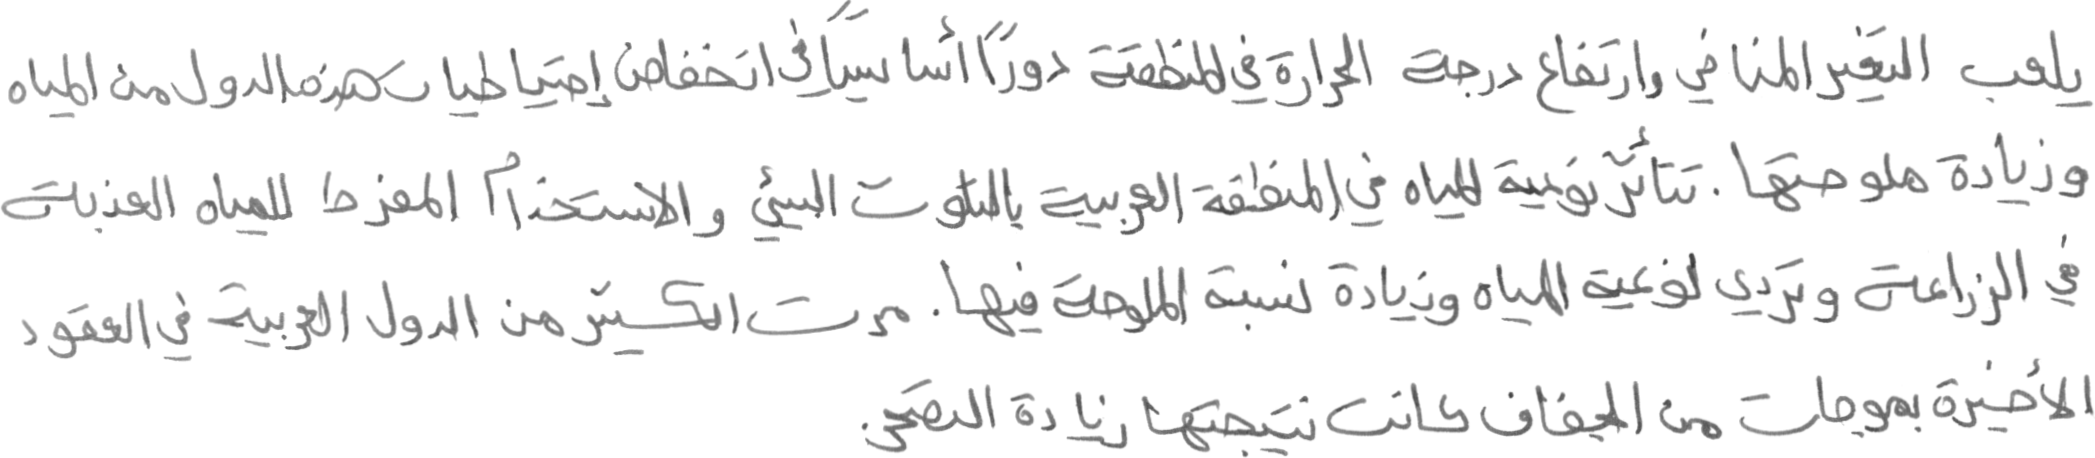 يلعب التغير المناخي وارتفاع درجة الحرارة في المنطقة دورًا أساسيًا في انخفاض إحتياطيات هذه الدول من المياه
وزيادة ملوحتها. تتأثر نوعية المياه في المنطقة العربية بالتلوث البيئي والاستخدام المفرط للمياه العذبة
في الزراعة وتردي نوعية المياه وزيادة نسبة الملوحة فيها. مرت الكثير من الدول العربية في العقود
الأخيرة بموجات من الجفاف كانت نتيجتها زيادة التصحر.